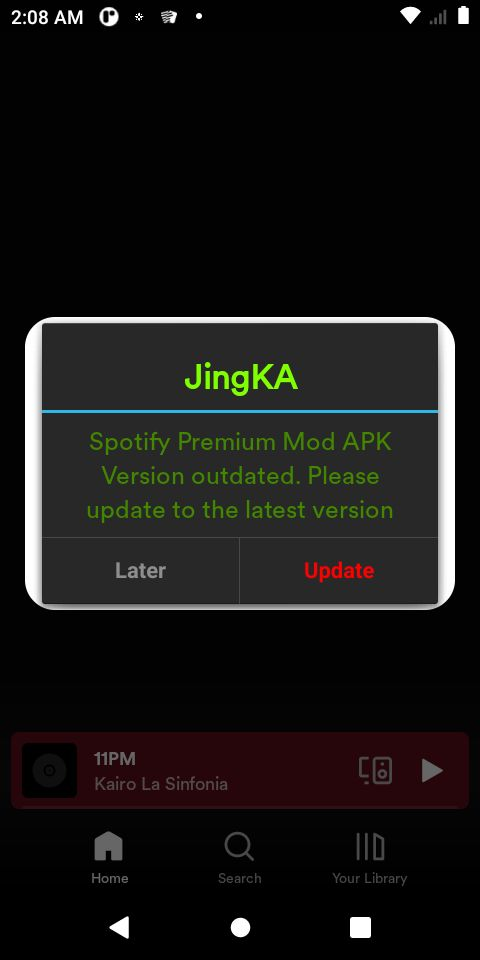 2:08 AM
JingKA
Spotify Premium Mod APK
Version outdated. Please
update to the latest version
Later
Update
11PM
Kairo La Sinfonia
Home
Search
Your Library